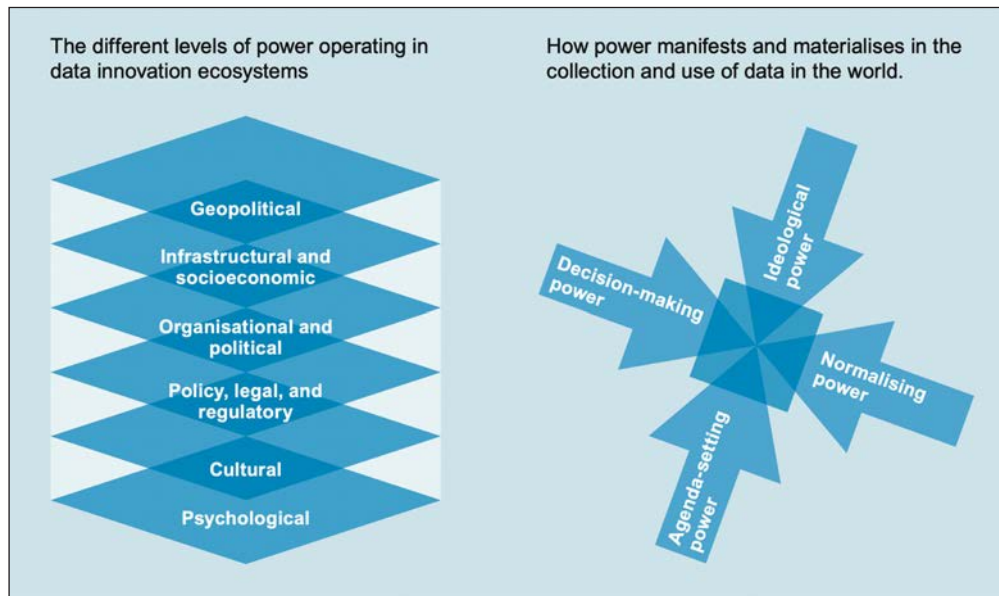 The different levels of power operating in
data innovation ecosystems
Geopolitical
Infrastructural and
socioeconomic
Organisational and
political
Policy, legal, and
regulatory
Cultural
Psychological
How power manifests and materialises in the
collection and use of data in the world.
Ideological
power
Decision-making
power
Normalising
power
Agenda-setting
power